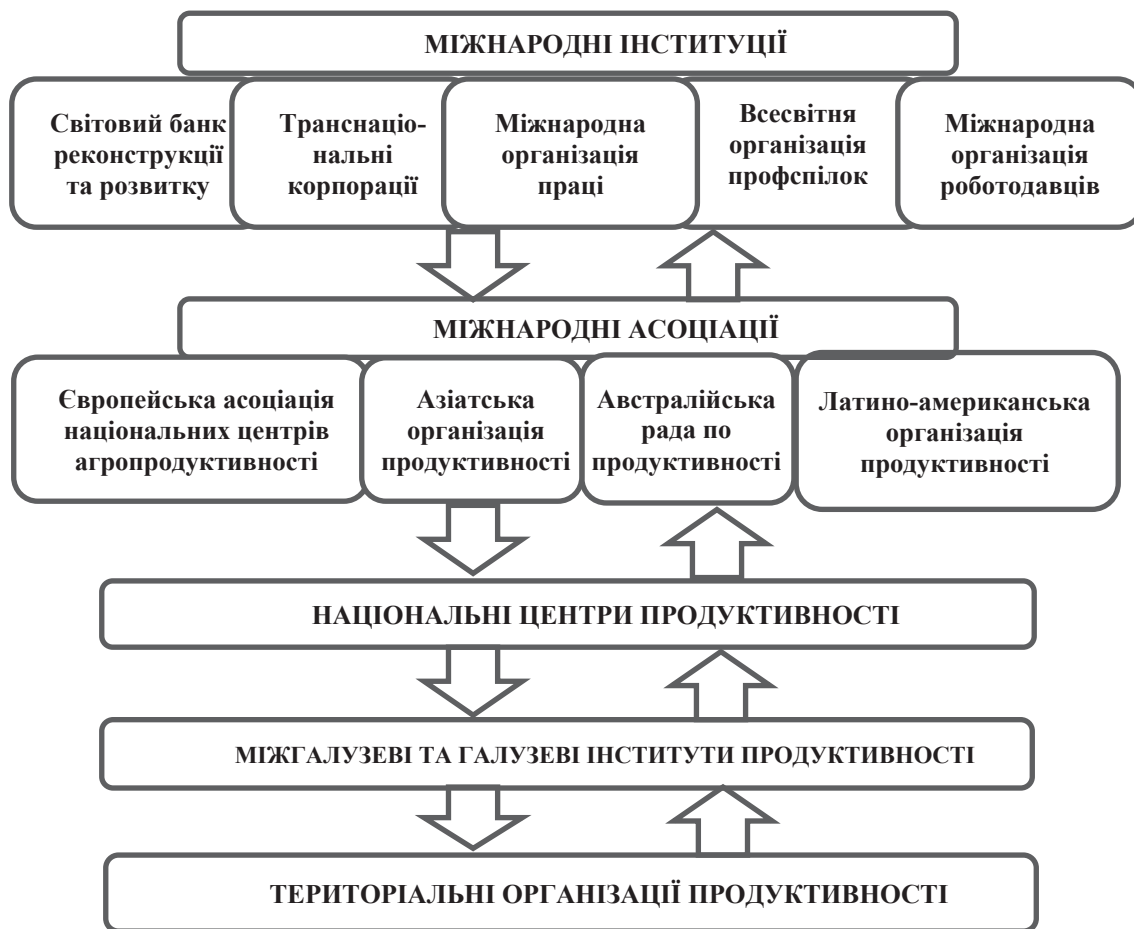 МІЖНАРОДНІ ІНСТИТУЦІЇ
Світовий банк
реконструкції
та розвитку
Транснаціо-
нальні
корпорації
Міжнародна
організація
праці
Всесвітня
організація
профспілок
Міжнародна
організація
роботодавців
МІЖНАРОДНІ АСОЦІАЦІЇ
Європейська асоціація
національних центрів
агропродуктивності
Азіатська
організація
продуктивності
Австралійська
рада по
продуктивності
Латино-американська
організація
продуктивності
НАЦІОНАЛЬНІ ЦЕНТРИ ПРОДУКТИВНОСТІ
МІЖГАЛУЗЕВІ ТА ГАЛУЗЕВІ ІНСТИТУТИ ПРОДУКТИВНОСТІ
ТЕРИТОРІАЛЬНІ ОРГАНІЗАЦІЇ ПРОДУКТИВНОСТІ